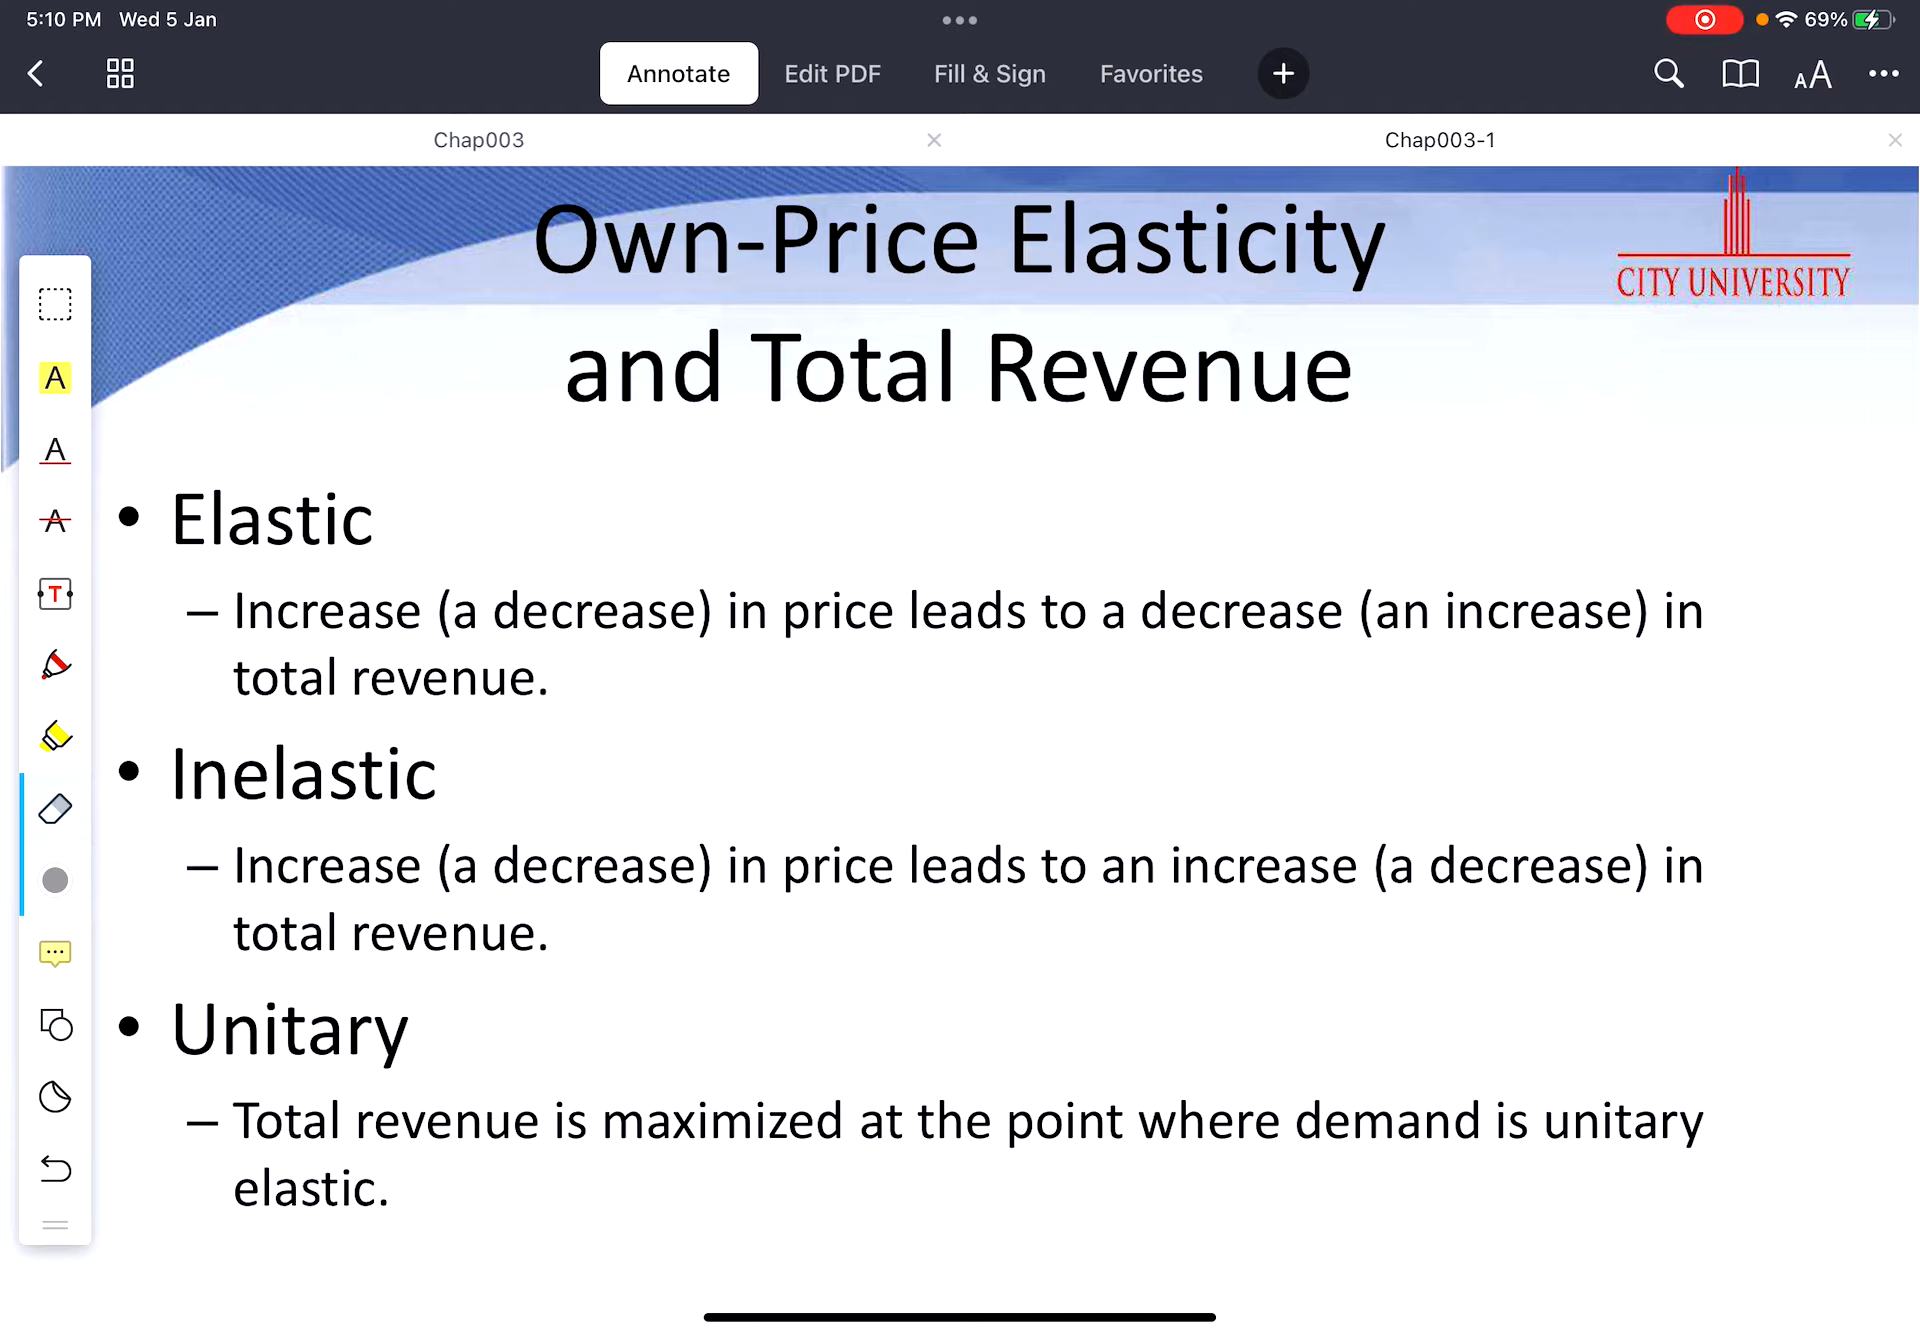 5:10 PM Wed 5 Jan
69%
Annotate Edit PDF Fill & Sign Favorites
AA
Chap003
Chap003-1
Own-Price Elasticity
and Total Revenue
CITY UNIVERSITY
A
A
A
T
• Elastic
– Increase (a decrease) in price leads to a decrease (an increase) in
total revenue.
• Inelastic
– Increase (a decrease) in price leads to an increase (a decrease) in
total revenue.
• Unitary
– Total revenue is maximized at the point where demand is unitary
elastic.